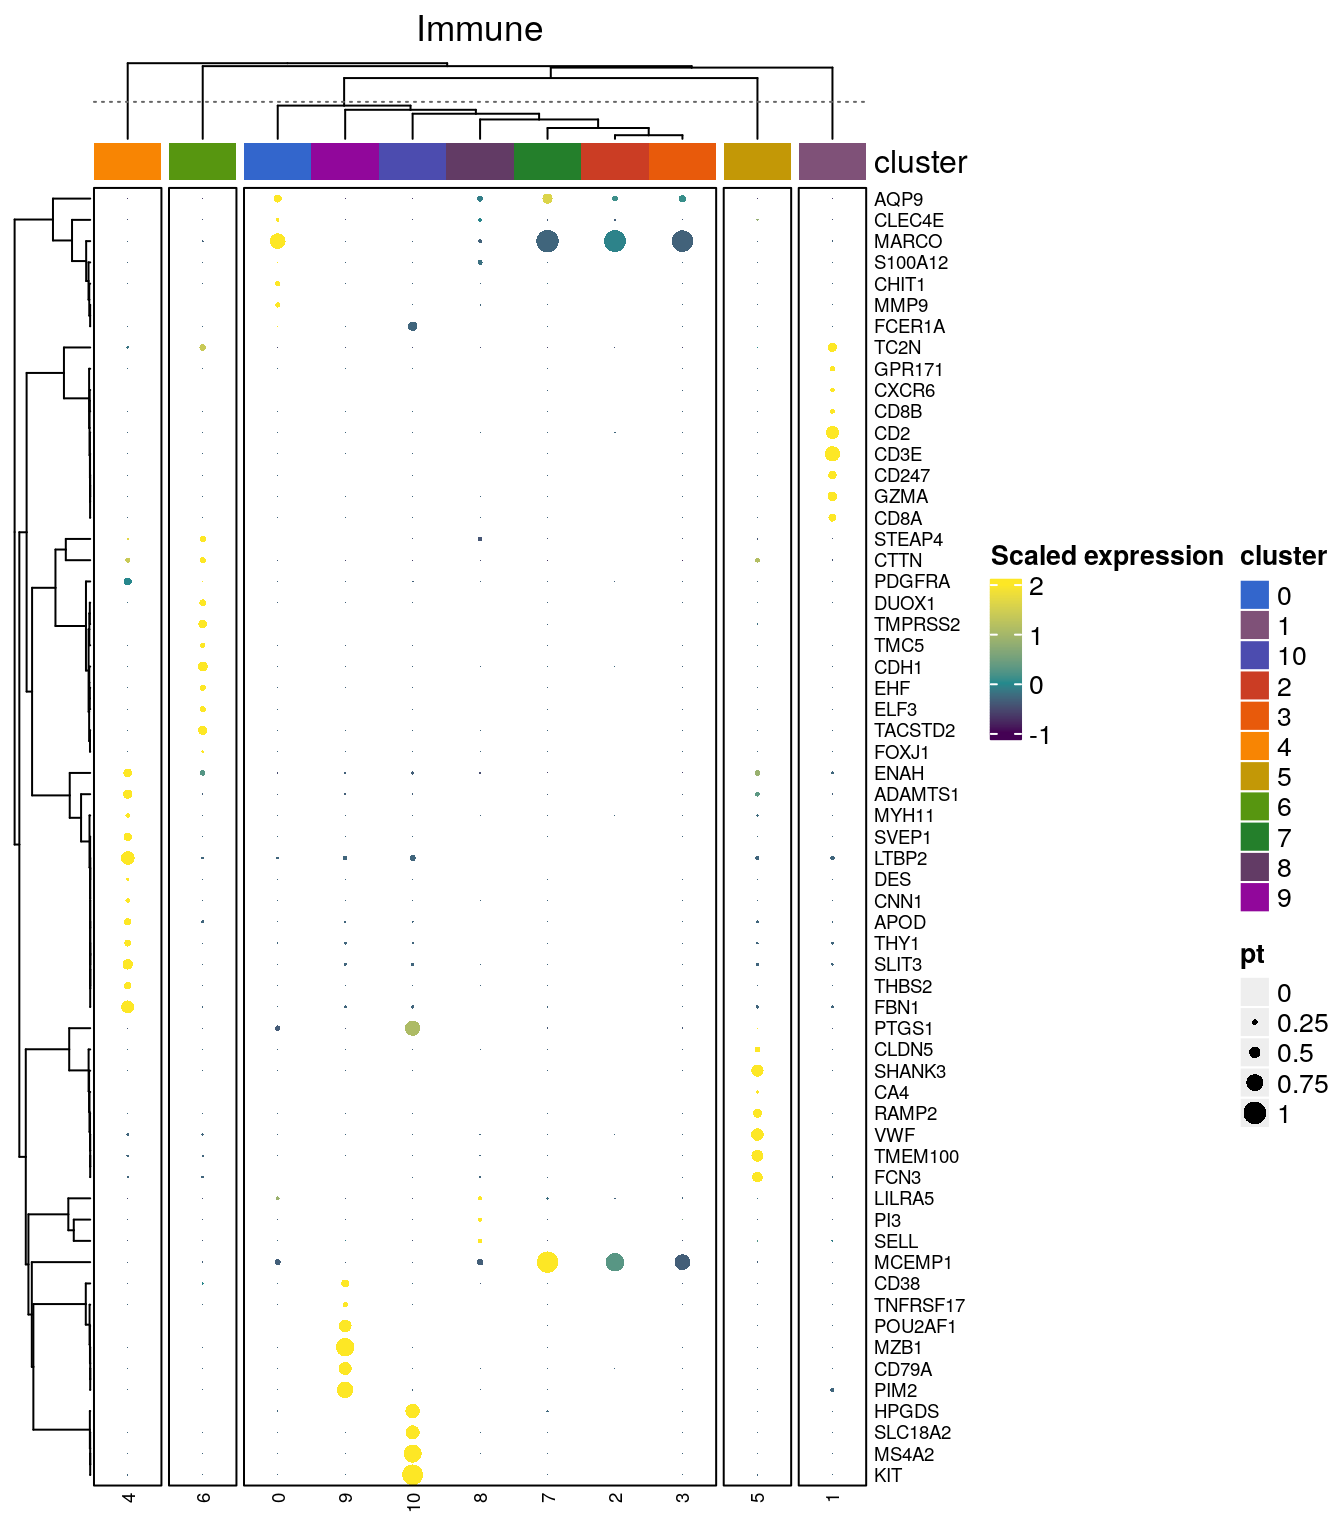 Immune
cluster
AQP9
CLEC4E
MARCO
S100A12
CHIT1
MMP9
FCER1A
TC2N
GPR171
CXCR6
CD8B
CD2
CD3E
CD247
GZMA
CD8A
STEAP4
CTTN
PDGFRA
DUOX1
TMPRSS2
TMC5
CDH1
EHF
ELF3
TACSTD2
FOXJ1
ENAH
ADAMTS1
MYH11
SVEP1
LTBP2
DES
CNN1
APOD
THY1
SLIT3
THBS2
FBN1
PTGS1
CLDN5
SHANK3
CA4
RAMP2
VWF
TMEM100
FCN3
LILRA5
PI3
SELL
MCEMP1
CD38
TNFRSF17
POU2AF1
MZB1
CD79A
PIM2
HPGDS
SLC18A2
MS4A2
KIT
4 6 0 9 10 8 7 2 3 5 1
Scaled expression
2
1
0
-1
cluster
0
1
10
2
3
4
5
6
7
8
9
pt
0
0.25
0.5
0.75
1